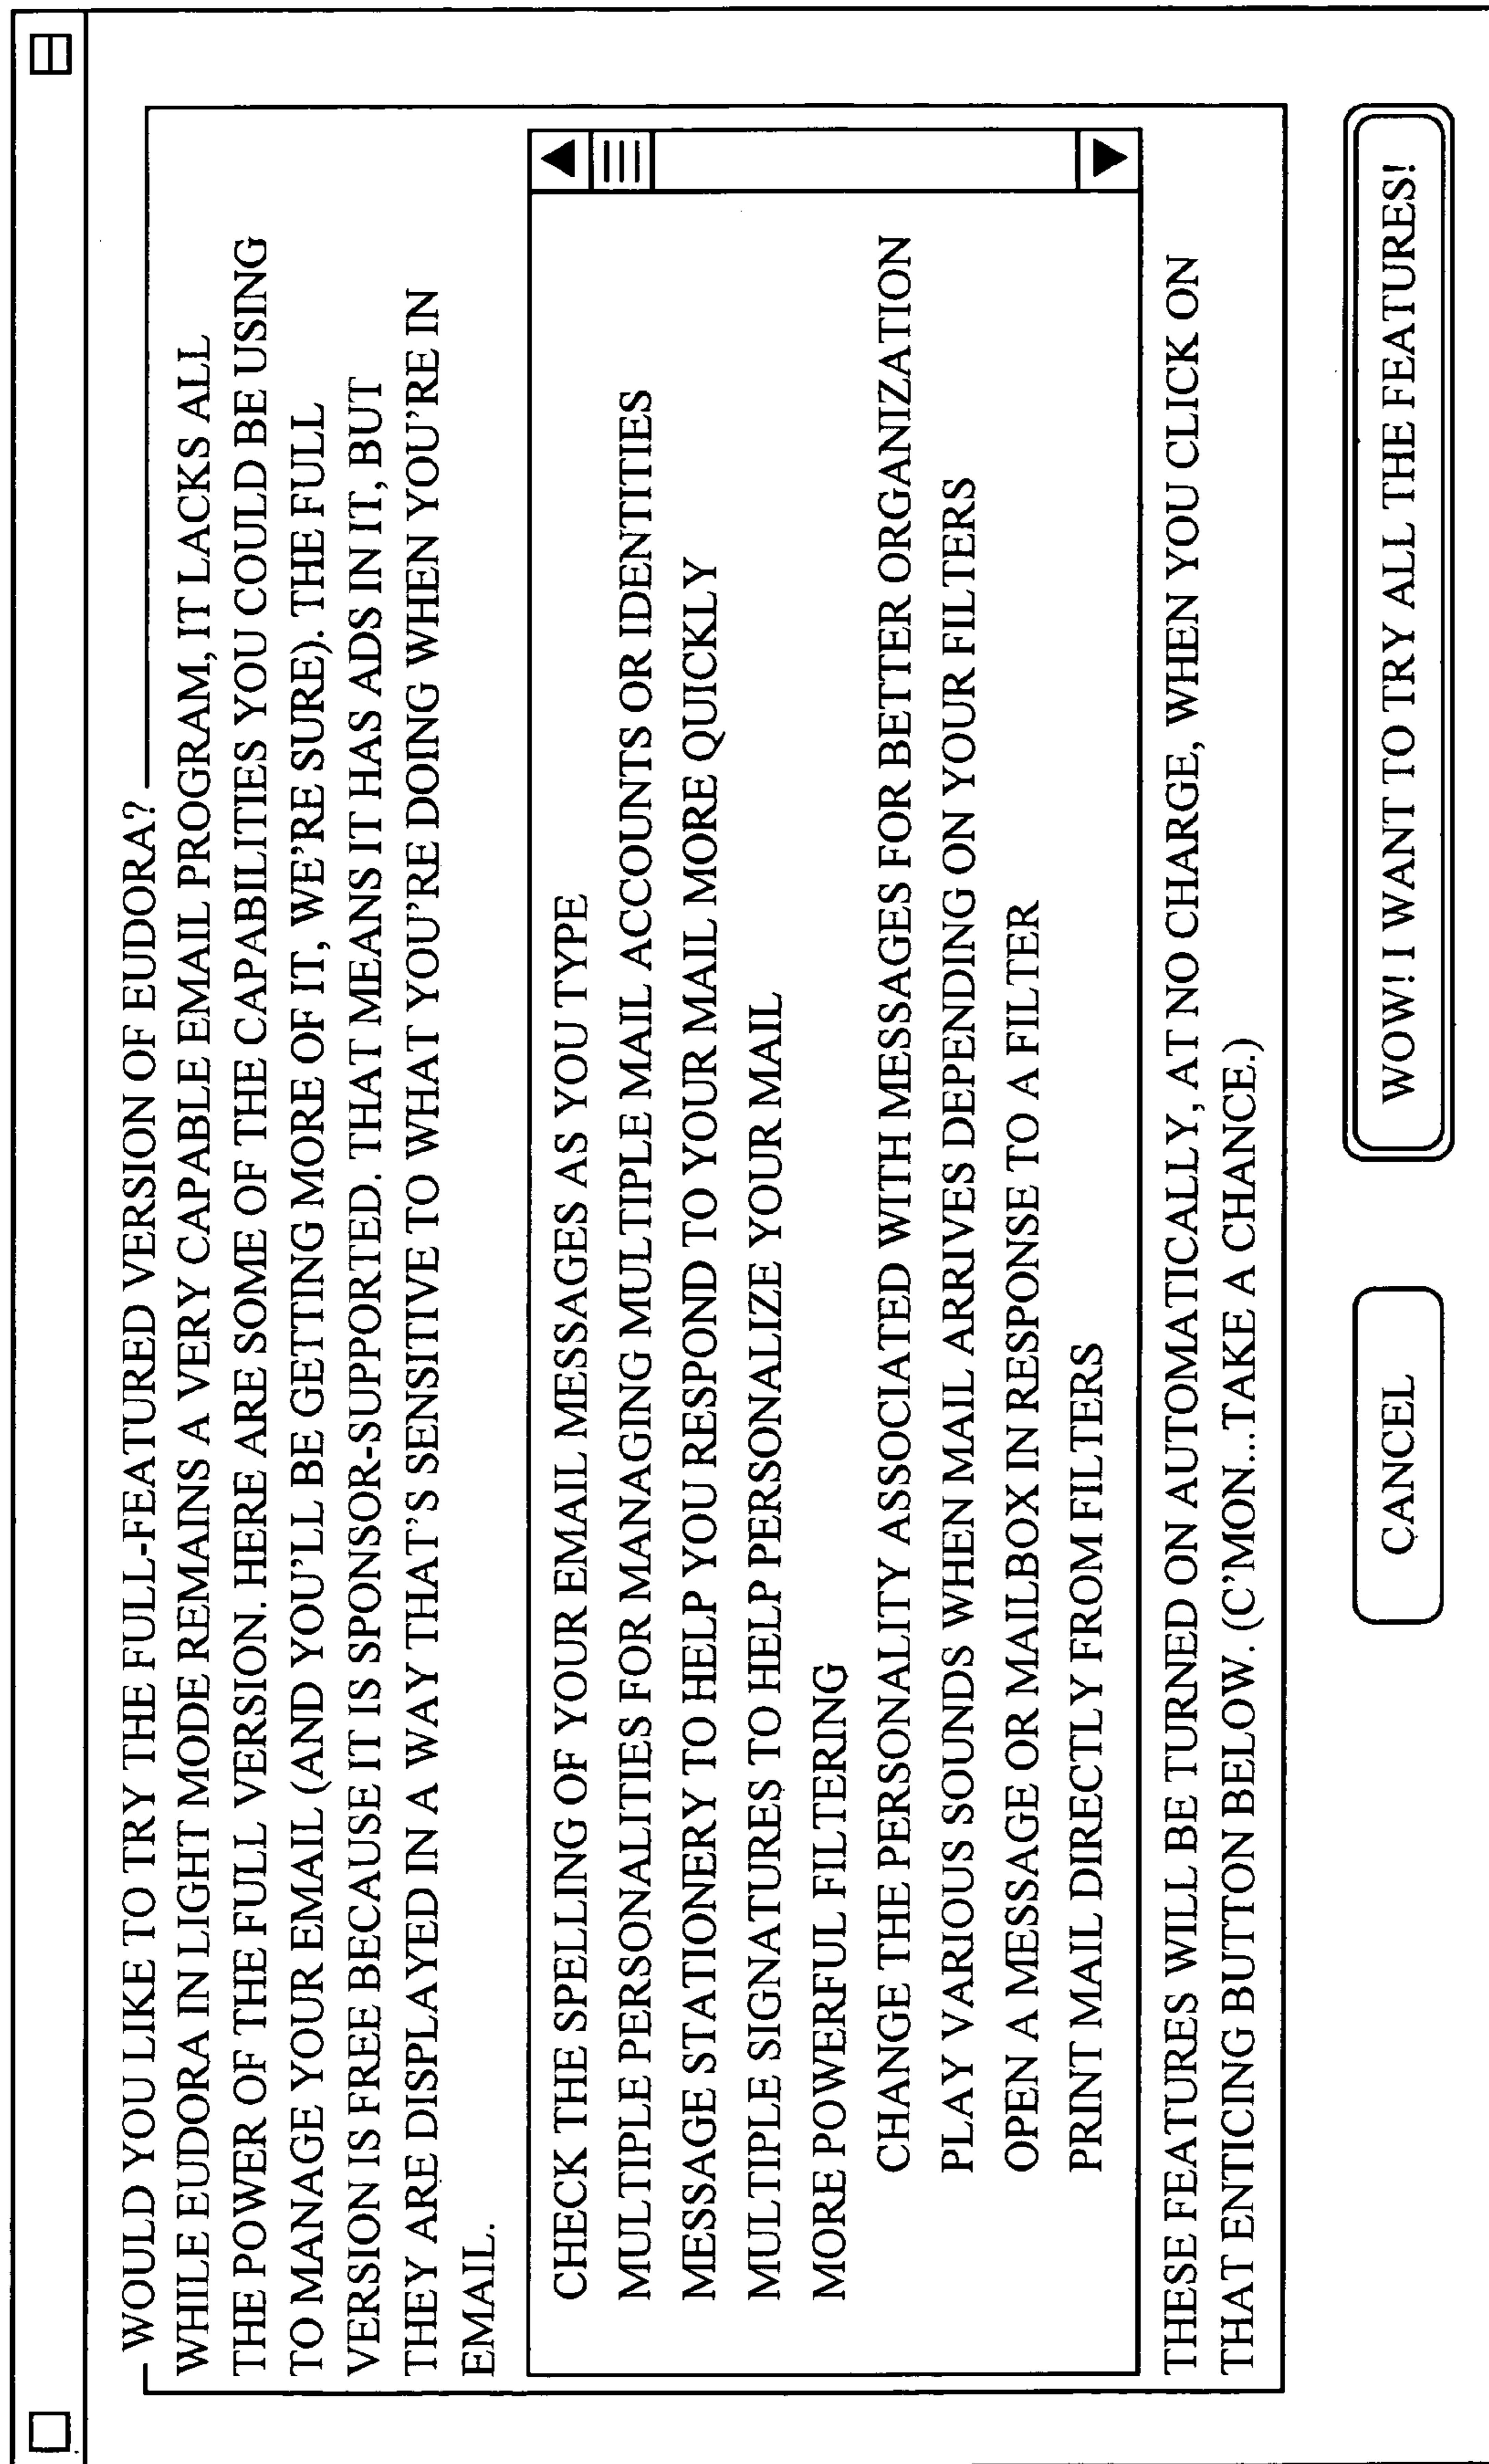 WOULD YOU LIKE TO TRY THE FULL-FEATURED VERSION OF EUDORA?
WHILE EUDORA IN LIGHT MODE REMAINS A VERY CAPABLE EMAIL PROGRAM, IT LACKS ALL
THE POWER OF THE FULL VERSION. HERE ARE SOME OF THE CAPABILITIES YOU COULD BE USING
TO MANAGE YOUR EMAIL (AND YOU'LL BE GETTING MORE OF IT, WE'RE SURE). THE FULL
VERSION IS FREE BECAUSE IT IS SPONSOR-SUPPORTED. THAT MEANS IT HAS ADS IN IT, BUT
THEY ARE DISPLAYED IN A WAY THAT'S SENSITIVE TO WHAT YOU'RE DOING WHEN YOU'RE IN
EMAIL.
CHECK THE SPELLING OF YOUR EMAIL MESSAGES AS YOU TYPE
MULTIPLE PERSONALITIES FOR MANAGING MULTIPLE MAIL ACCOUNTS OR IDENTITIES
MESSAGE STATIONERY TO HELP YOU RESPOND TO YOUR MAIL MORE QUICKLY
MULTIPLE SIGNATURES TO HELP PERSONALIZE YOUR MAIL
MORE POWERFUL FILTERING
CHANGE THE PERSONALITY ASSOCIATED WITH MESSAGES FOR BETTER ORGANIZATION
PLAY VARIOUS SOUNDS WHEN MAIL ARRIVES DEPENDING ON YOUR FILTERS
OPEN A MESSAGE OR MAILBOX IN RESPONSE TO A FILTER
PRINT MAIL DIRECTLY FROM FILTERS
THESE FEATURES WILL BE TURNED ON AUTOMATICALLY, AT NO CHARGE, WHEN YOU CLICK ON
THAT ENTICING BUTTON BELOW. (C'MON...TAKE A CHANCE.)
CANCEL
WOW! I WANT TO TRY ALL THE FEATURES!